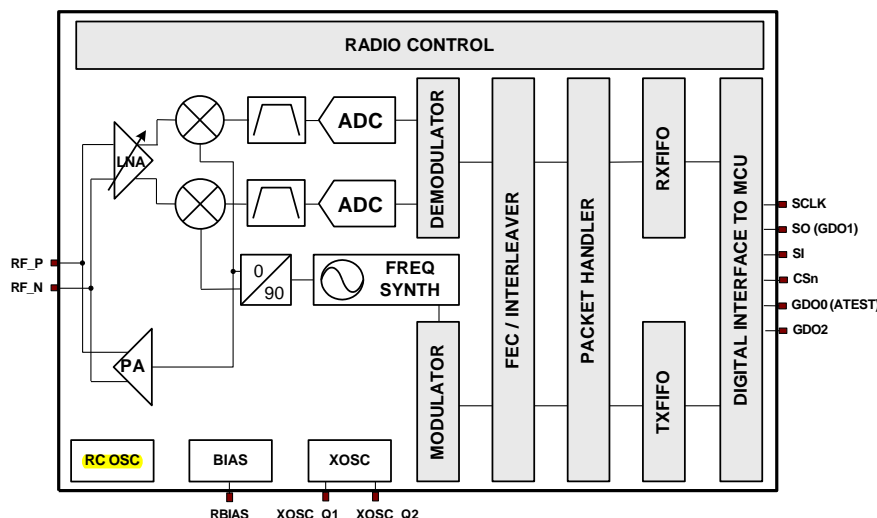 RADIO CONTROL
LNA
ADC
ADC
DEMODULATOR
FEC / INTERLEAVER
PACKET HANDLER
RXFIFO
DIGITAL INTERFACE TO MCU
SCLK
SO (GDO1)
SI
CSn
GDO0 (ATEST)
GDO2
RF_P
RF_N
0
90
FREQ
SYNTH
PA
MODULATOR
TXFIFO
RC OSC
BIAS
XOSC
RBIAS
XOSC_Q1
XOSC_Q2